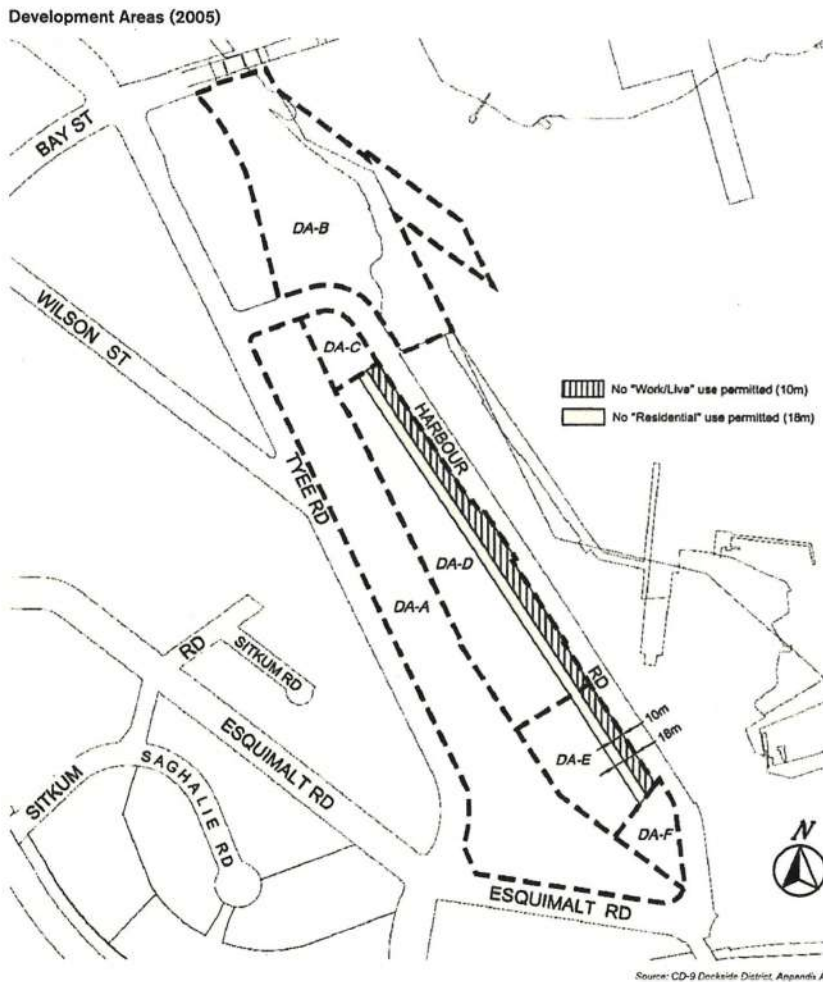 Development Areas (2005)
BAY ST
DA-B
WILSON ST
DA-C
No "Work/Live" use permitted (10m)
No "Residential" use permitted (18m)
HARBOUR
RD
TYEE RD
DA-D
DA-A
RD
SITKUM RD
SITKUM
ESQUIMALT RD
SAGHALIE RD
10m
18m
DA-E
DA-F
N
ESQUIMALT RD
Source: CD-9 Dockside District, Appendix A